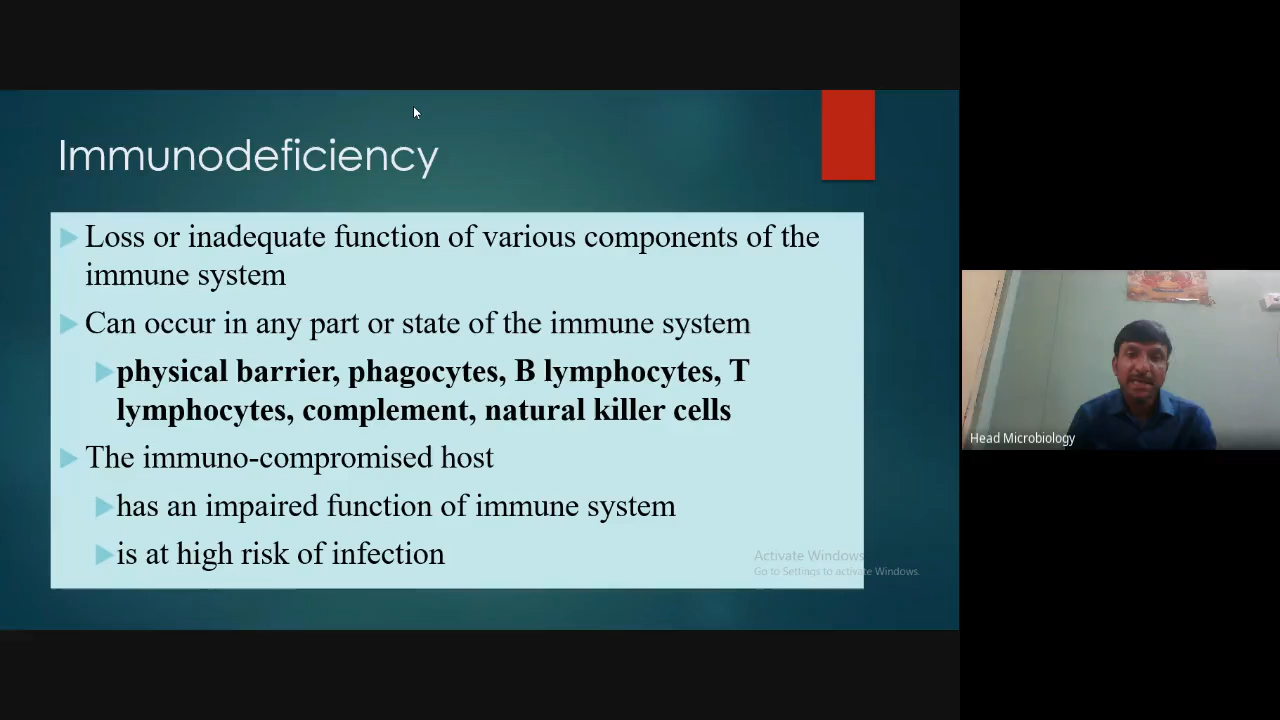 Immunodeficiency
Loss or inadequate function of various components of the
immune system
Can occur in any part or state of the immune system
physical barrier, phagocytes, B lymphocytes, T
lymphocytes, complement, natural killer cells
The immuno-compromised host
has an impaired function of immune system
is at high risk of infection
Activate Windows
Go to Settings to activate Windows.
Head Microbiology